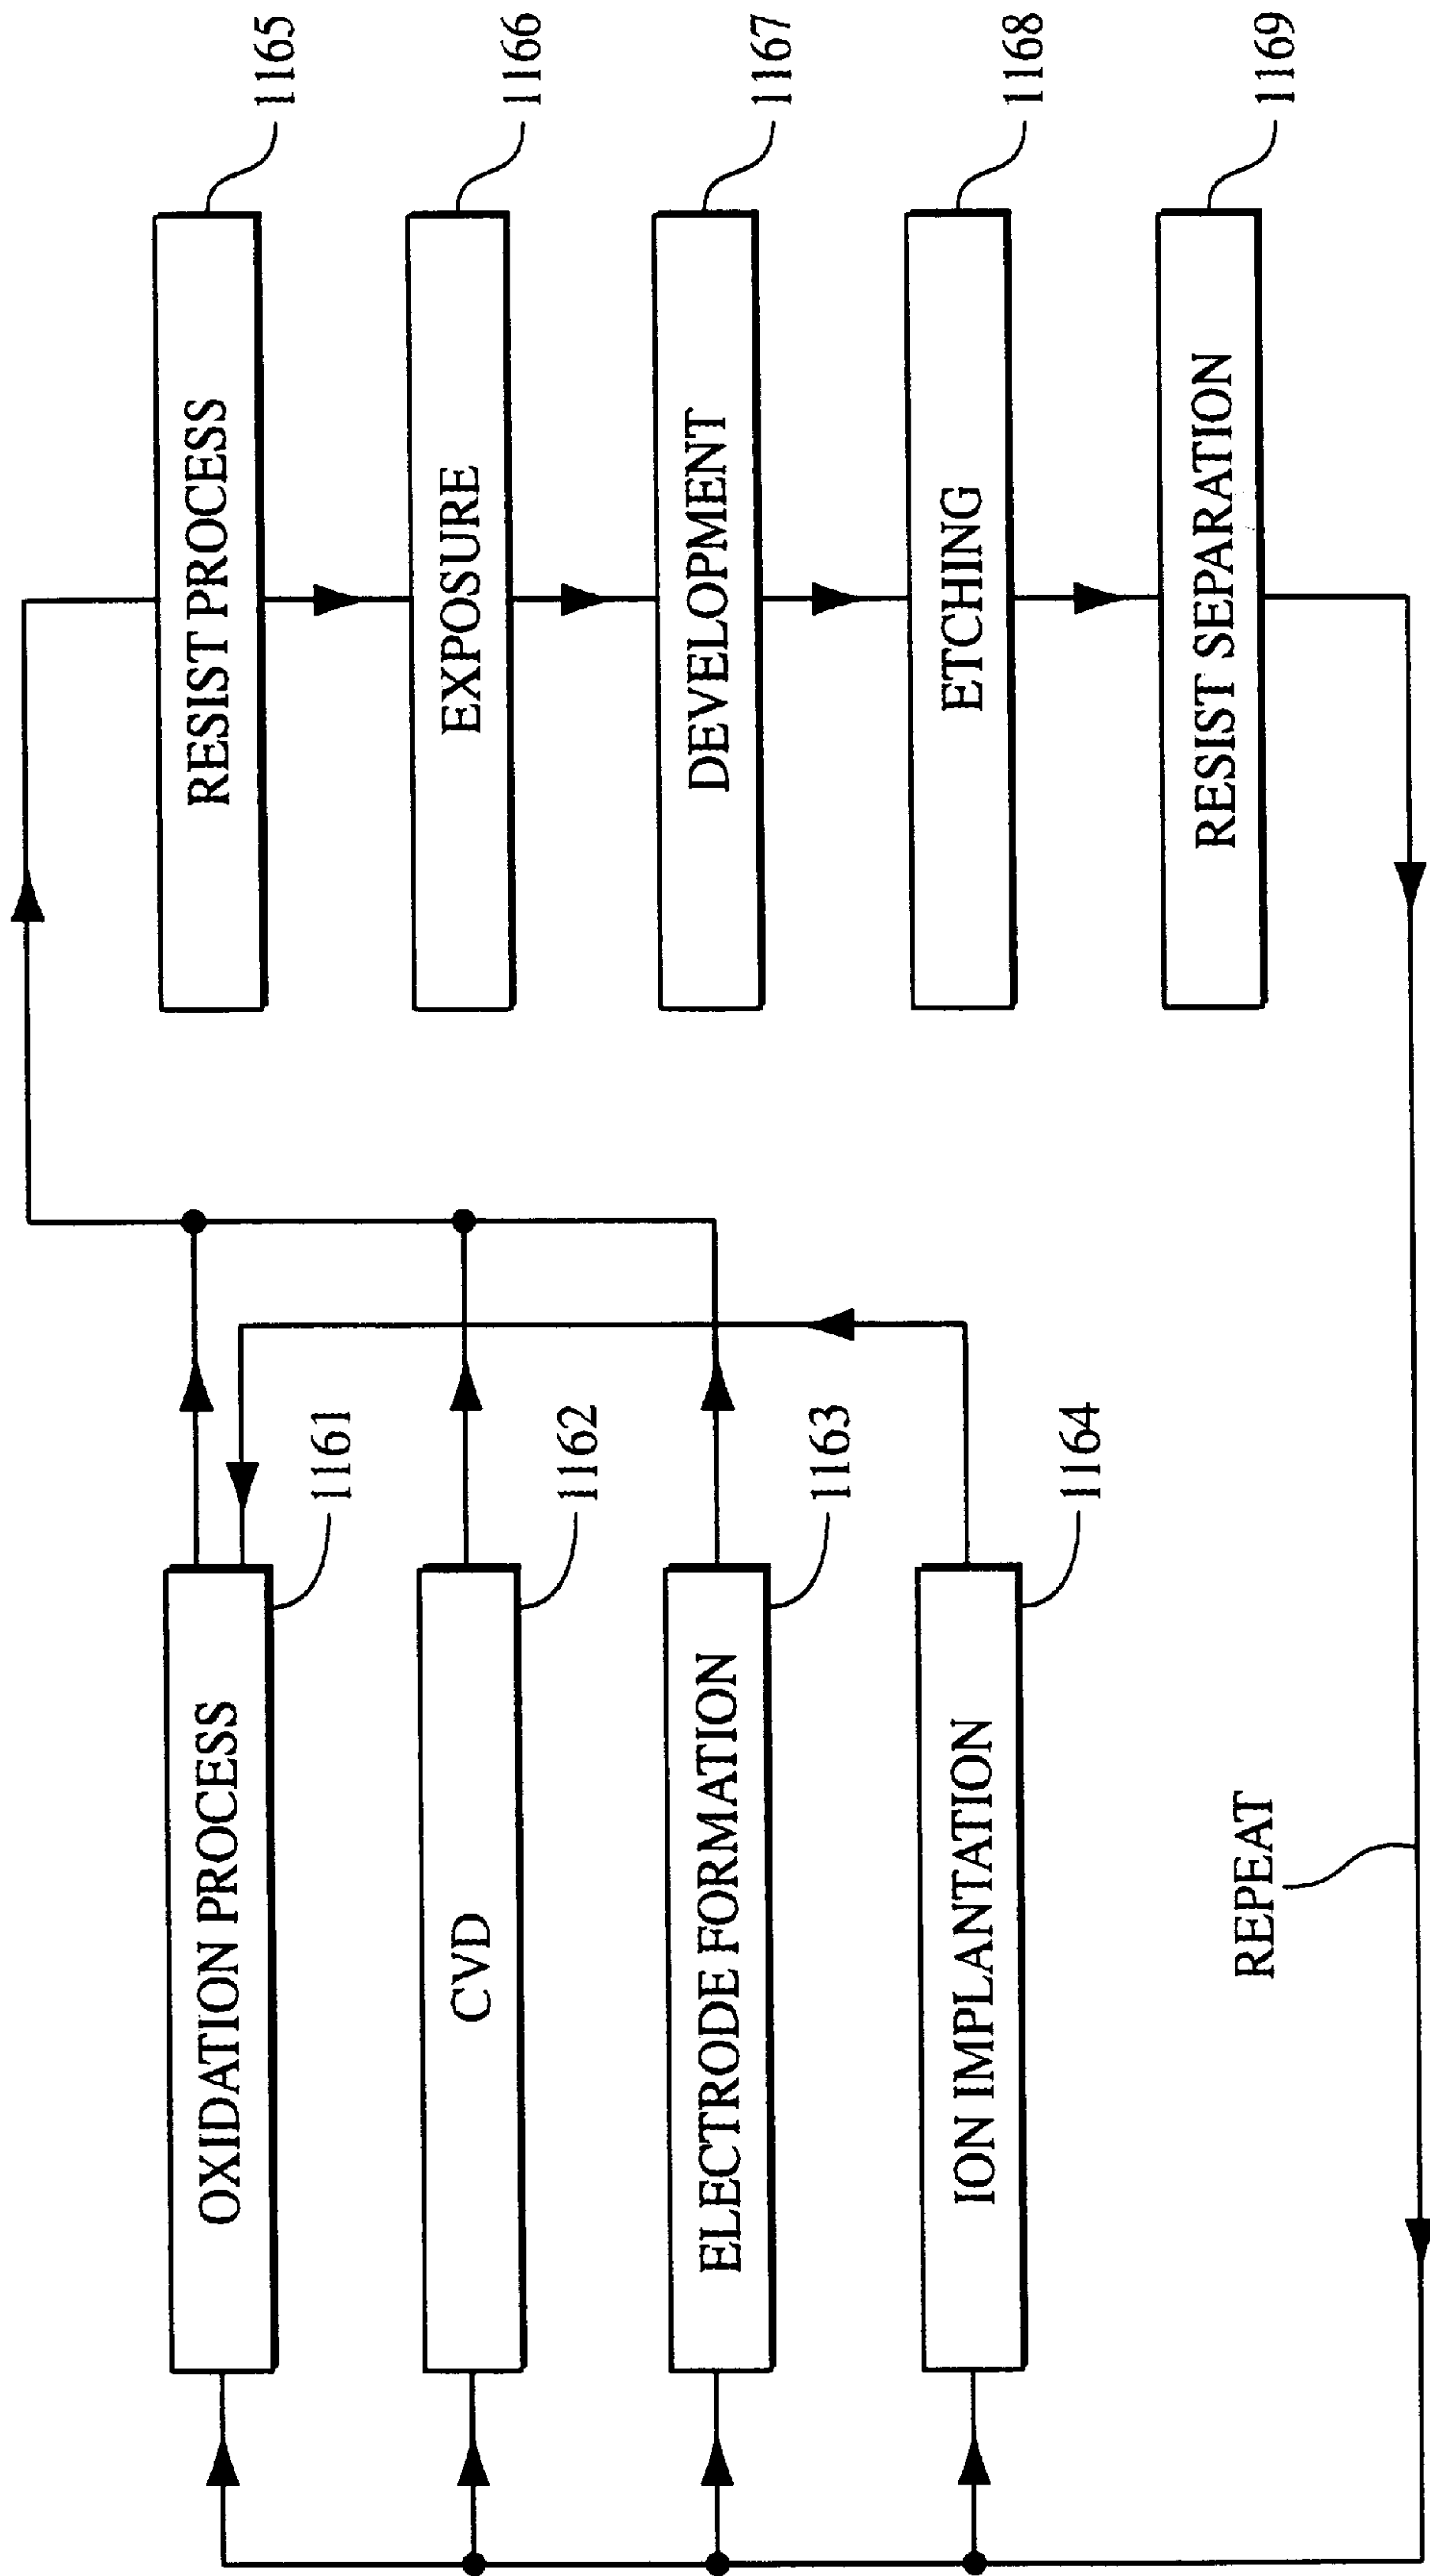 OXIDATION PROCESS
1161
CVD
1162
ELECTRODE FORMATION
1163
ION IMPLANTATION
1164
RESIST PROCESS
1165
EXPOSURE
1166
DEVELOPMENT
1167
ETCHING
1168
RESIST SEPARATION
1169
REPEAT